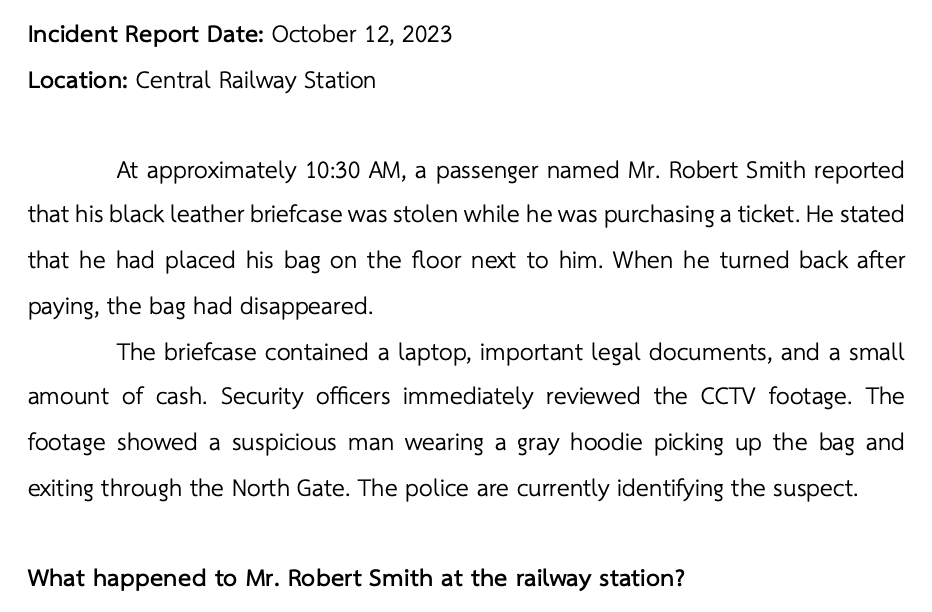 Incident Report Date: October 12, 2023
Location: Central Railway Station
At approximately 10:30 AM, a passenger named Mr. Robert Smith reported
that his black leather briefcase was stolen while he was purchasing a ticket. He stated
that he had placed his bag on the floor next to him. When he turned back after
paying, the bag had disappeared.
The briefcase contained a laptop, important legal documents, and a small
amount of cash. Security officers immediately reviewed the CCTV footage. The
footage showed a suspicious man wearing a gray hoodie picking up the bag and
exiting through the North Gate. The police are currently identifying the suspect.
What happened to Mr. Robert Smith at the railway station?